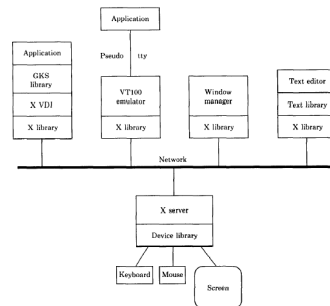 Application
Pseudo tty
Application
GKS
library
X VDI
X library
VT100
emulator
X library
Window
manager
X library
Text editor
Text library
X library
Network
X server
Device library
Keyboard
Mouse
Screen